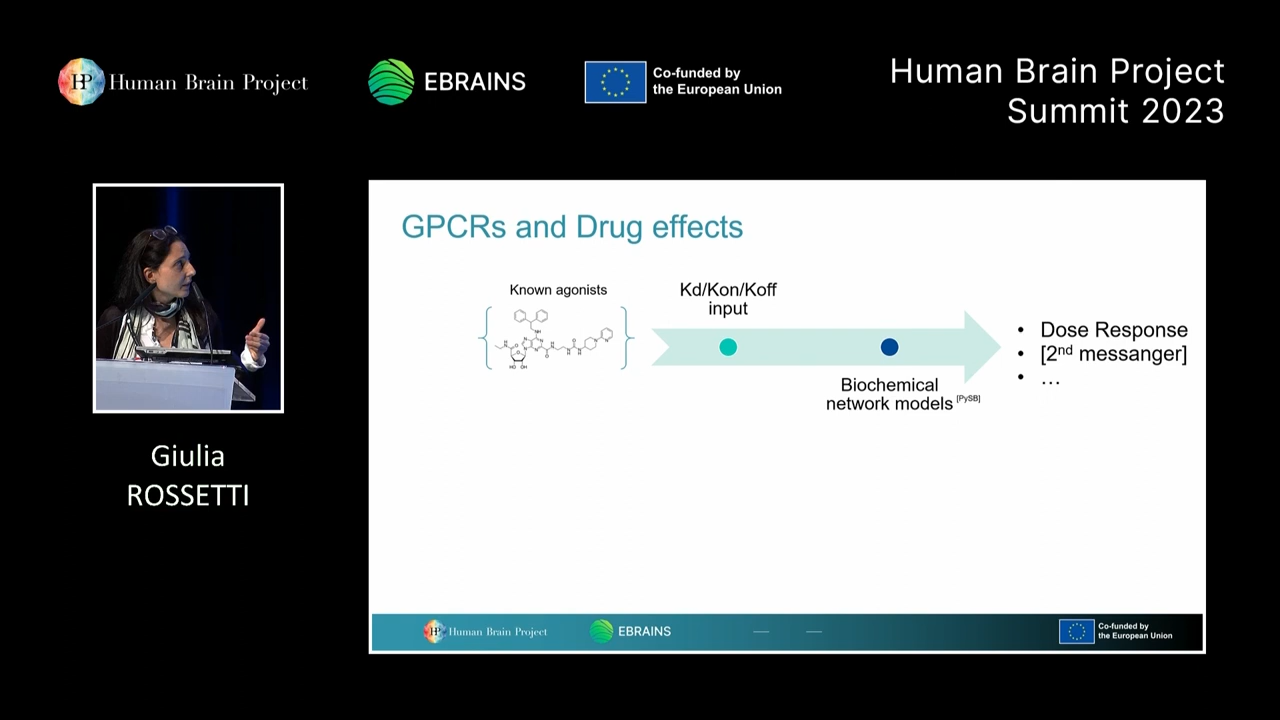 HP Human Brain Project
EBRAINS
Co-funded by
the European Union
Human Brain Project
Summit 2023
Giulia
ROSSETTI
GPCRs and Drug effects
Known agonists
Kd/Kon/Koff
input
Biochemical
network models [PySB]
• Dose Response
• [2nd messanger]
• ...
HP Human Brain Project
EBRAINS
Co-funded by
the European Union